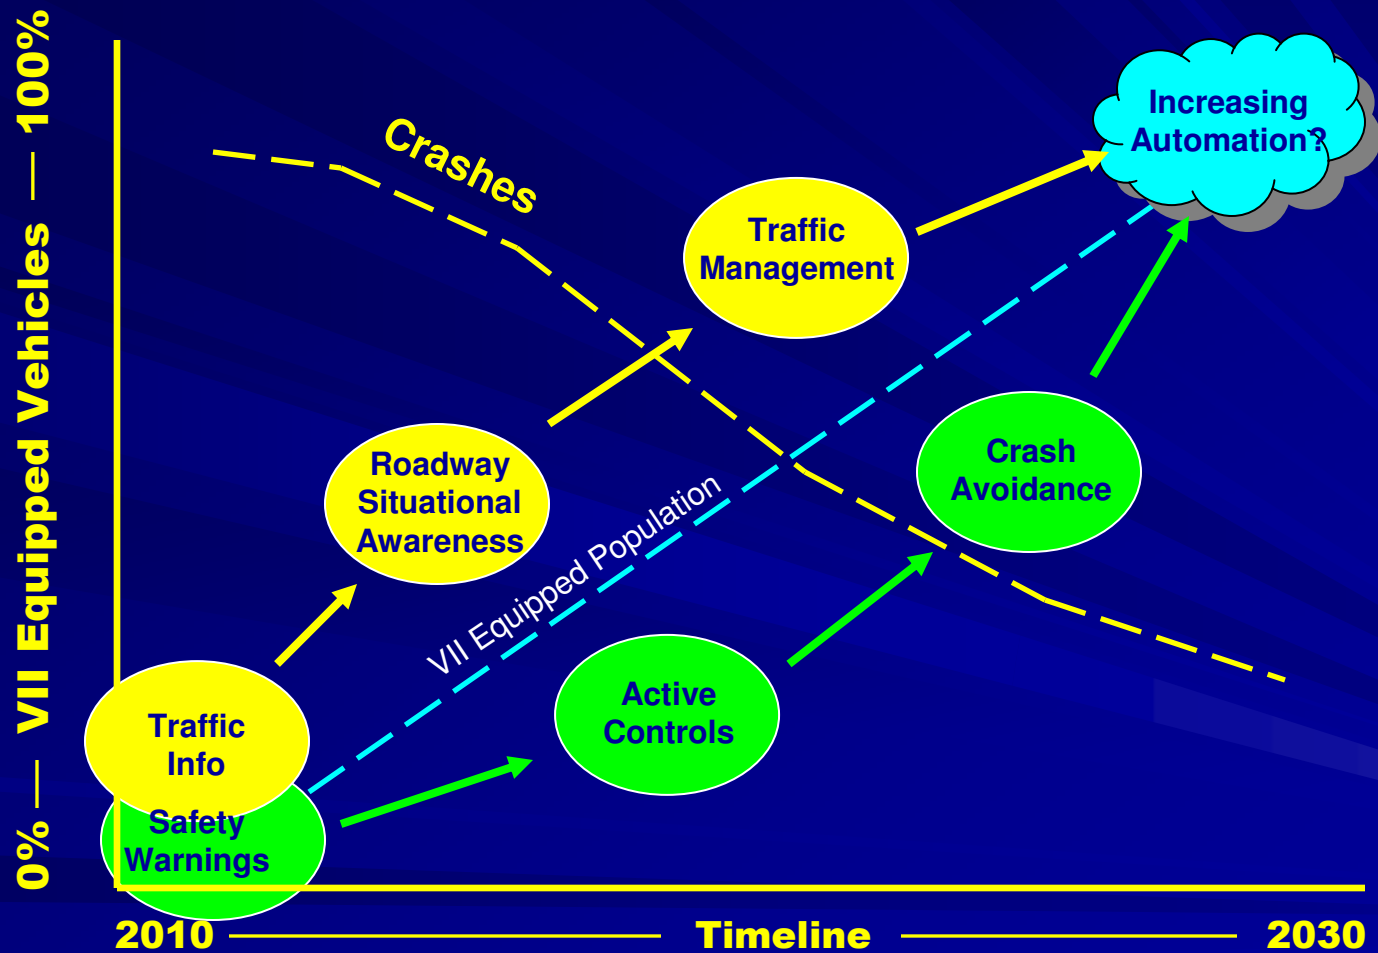 0% — VII Equipped Vehicles — 100%
Crashes
Increasing
Automation?
Traffic
Management
Roadway
Situational
Awareness
Crash
Avoidance
VII Equipped Population
Active
Controls
Traffic
Info
Safety
Warnings
2010 — Timeline — 2030